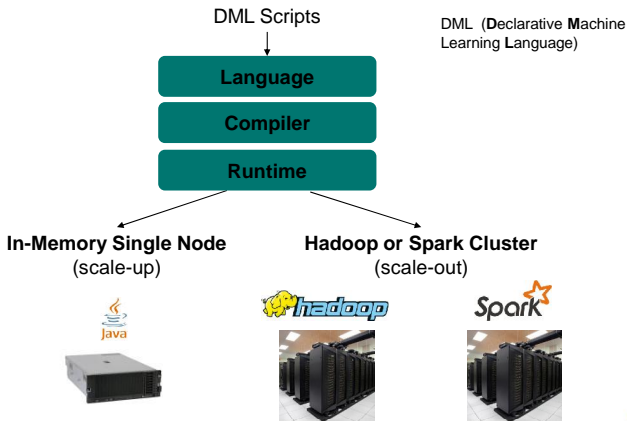 DML Scripts
DML (Declarative Machine
Learning Language)
Language
Compiler
Runtime
In-Memory Single Node
(scale-up)
Hadoop or Spark Cluster
(scale-out)
Java
hadoop
Spark